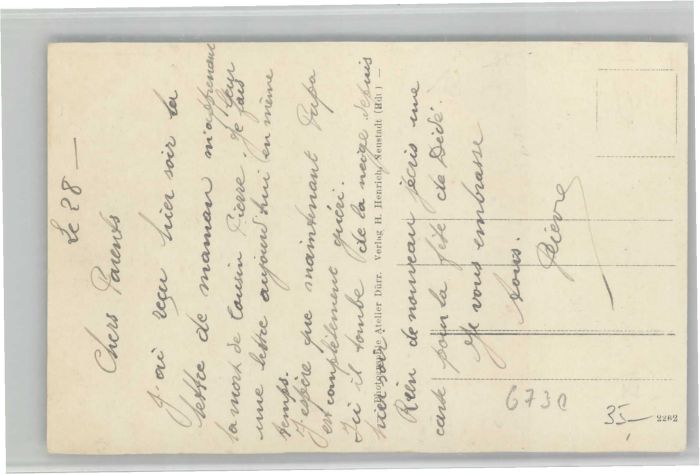 Le 28 —
Chers Parents
J'ai reçu hier soir la
lettre de maman m'apprenant
la mort de Cousin Pierre. Je leur fais
une lettre aujourd'hui en même
temps.
J'espère que maintenant Papa
est complètement guéri.
Ici il tombe de la neige depuis
hier soir
Rien de nouveau j'écris une
carte pour la fête de Dédé.
Je vous embrasse
tous.
Pierre
Photographie Atelier Dürr. Verlag H. Henrich, Neustadt (Hdt) —
6730
35,—
2262